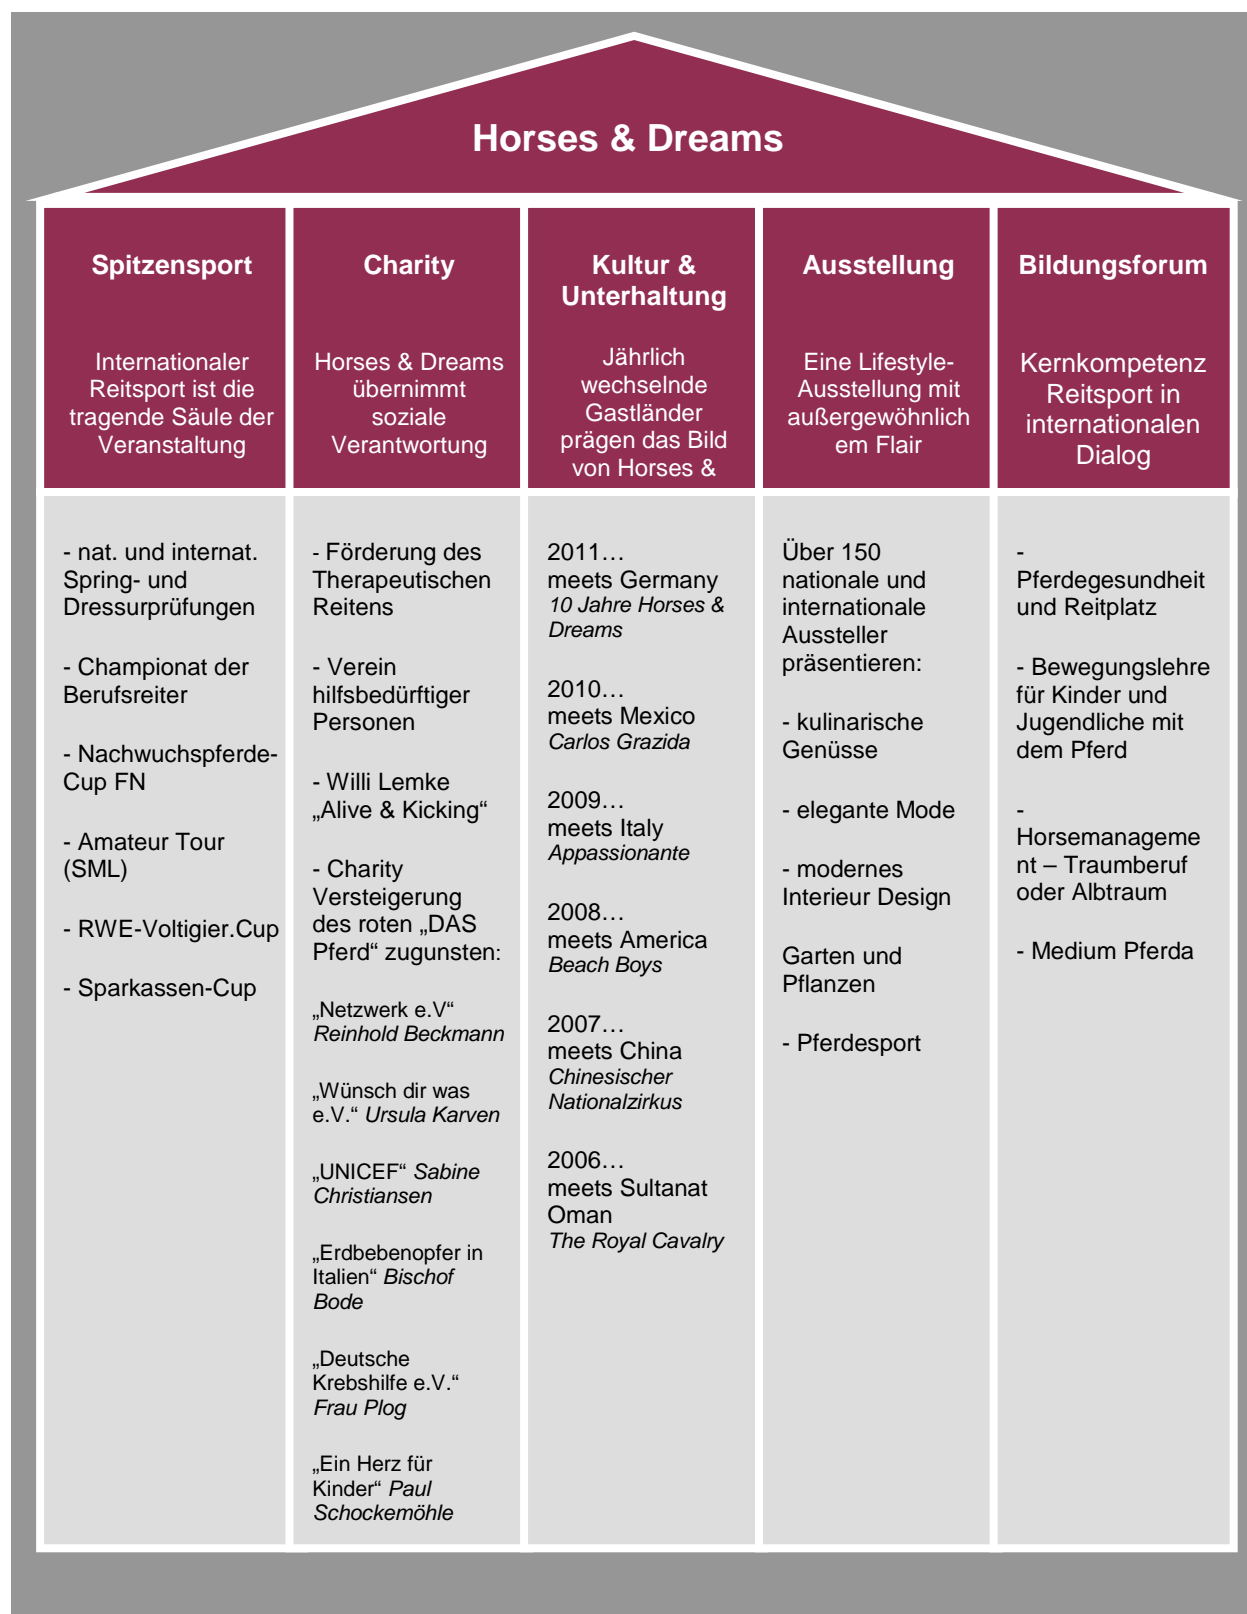 Horses & Dreams
Spitzensport
Internationaler
Reitsport ist die
tragende Säule der
Veranstaltung
- nat. und internat.
Spring- und
Dressurprüfungen
- Championat der
Berufsreiter
- Nachwuchspferde-
Cup FN
- Amateur Tour
(SML)
- RWE-Voltigier.Cup
- Sparkassen-Cup
Charity
Horses & Dreams
übernimmt
soziale
Verantwortung
- Förderung des
Therapeutischen
Reitens
- Verein
hilfsbedürftiger
Personen
- Willi Lemke
„Alive & Kicking“
- Charity
Versteigerung
des roten „DAS
Pferd“ zugunsten:
„Netzwerk e.V“
Reinhold Beckmann
„Wünsch dir was
e.V.“ Ursula Karven
„UNICEF“ Sabine
Christiansen
„Erdbebenopfer in
Italien“ Bischof
Bode
„Deutsche
Krebshilfe e.V.“
Frau Plog
„Ein Herz für
Kinder“ Paul
Schockemöhle
Kultur &
Unterhaltung
Jährlich
wechselnde
Gastländer
prägen das Bild
von Horses &
2011…
meets Germany
10 Jahre Horses &
Dreams
2010…
meets Mexico
Carlos Grazida
2009…
meets Italy
Appassionante
2008…
meets America
Beach Boys
2007…
meets China
Chinesischer
Nationalzirkus
2006…
meets Sultanat
Oman
The Royal Cavalry
Ausstellung
Eine Lifestyle-
Ausstellung mit
außergewöhnlich
em Flair
Über 150
nationale und
internationale
Aussteller
präsentieren:
- kulinarische
Genüsse
- elegante Mode
- modernes
Interieur Design
Garten und
Pflanzen
- Pferdesport
Bildungsforum
Kernkompetenz
Reitsport in
internationalen
Dialog
-
Pferdegesundheit
und Reitplatz
- Bewegungslehre
für Kinder und
Jugendliche mit
dem Pferd
-
Horsemanageme
nt – Traumberuf
oder Albtraum
- Medium Pferda